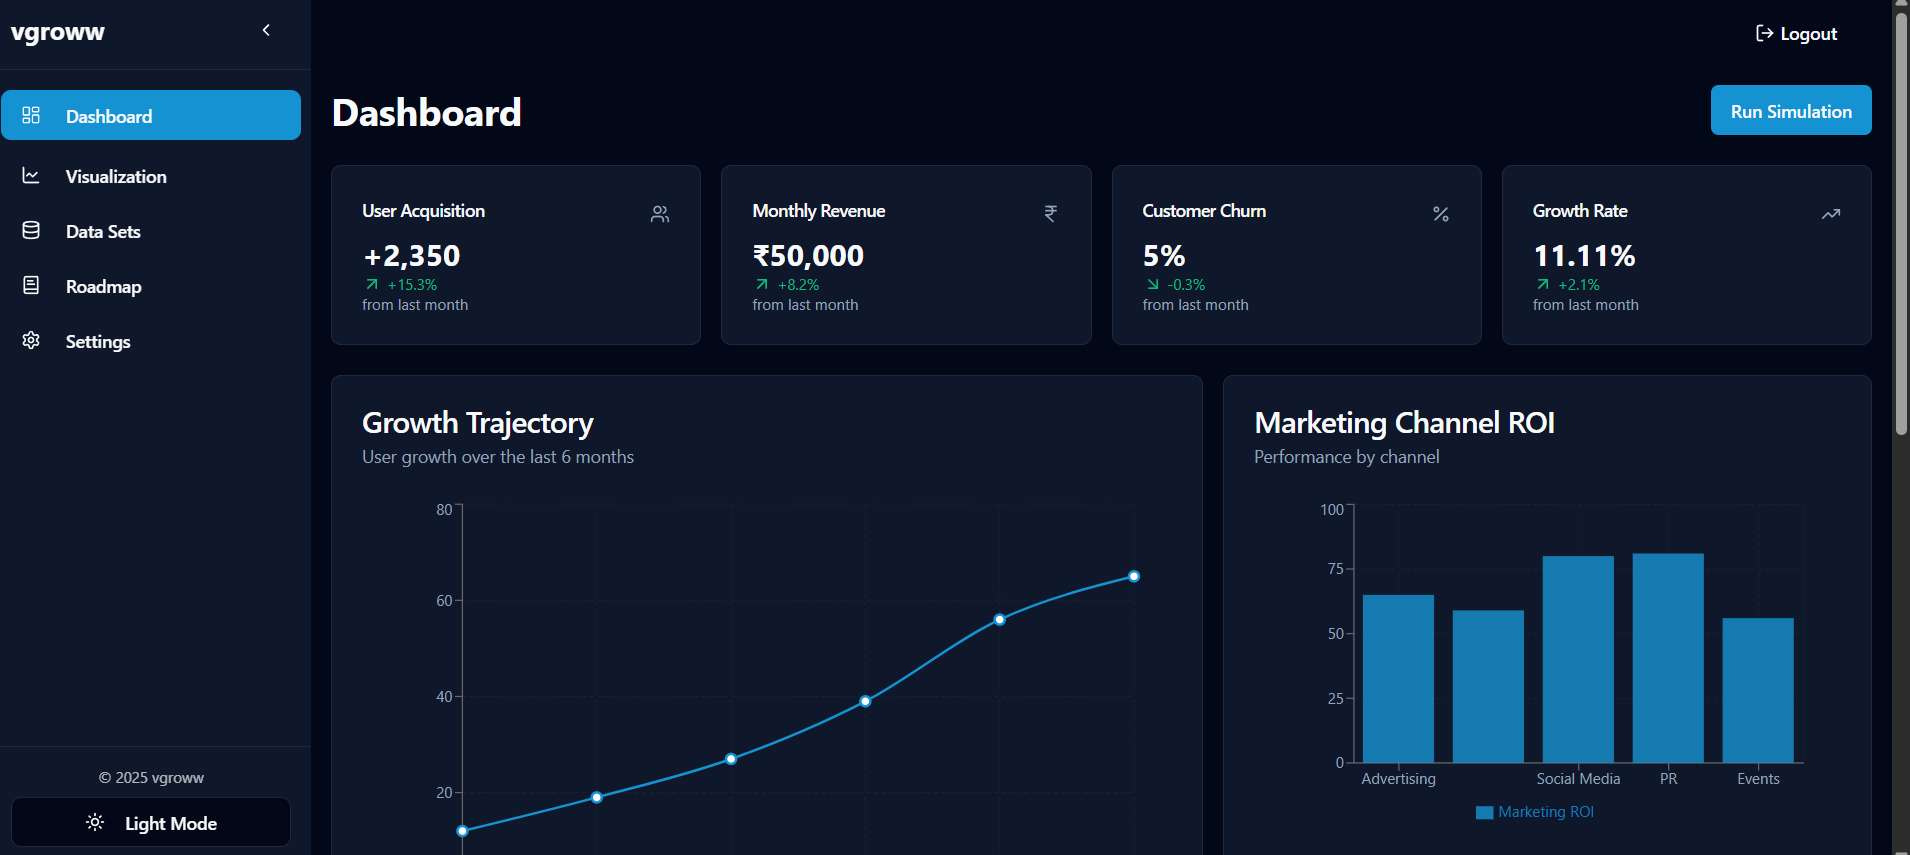 vgroww
Logout
Dashboard
Visualization
Data Sets
Roadmap
Settings
© 2025 vgroww
Light Mode
Dashboard
Run Simulation
User Acquisition
+2,350
+15.3%
from last month
Monthly Revenue
₹
₹50,000
+8.2%
from last month
Customer Churn
%
5%
-0.3%
from last month
Growth Rate
11.11%
+2.1%
from last month
Growth Trajectory
User growth over the last 6 months
80
60
40
20
Marketing Channel ROI
Performance by channel
100
75
50
25
0
Advertising Social Media PR Events
Marketing ROI